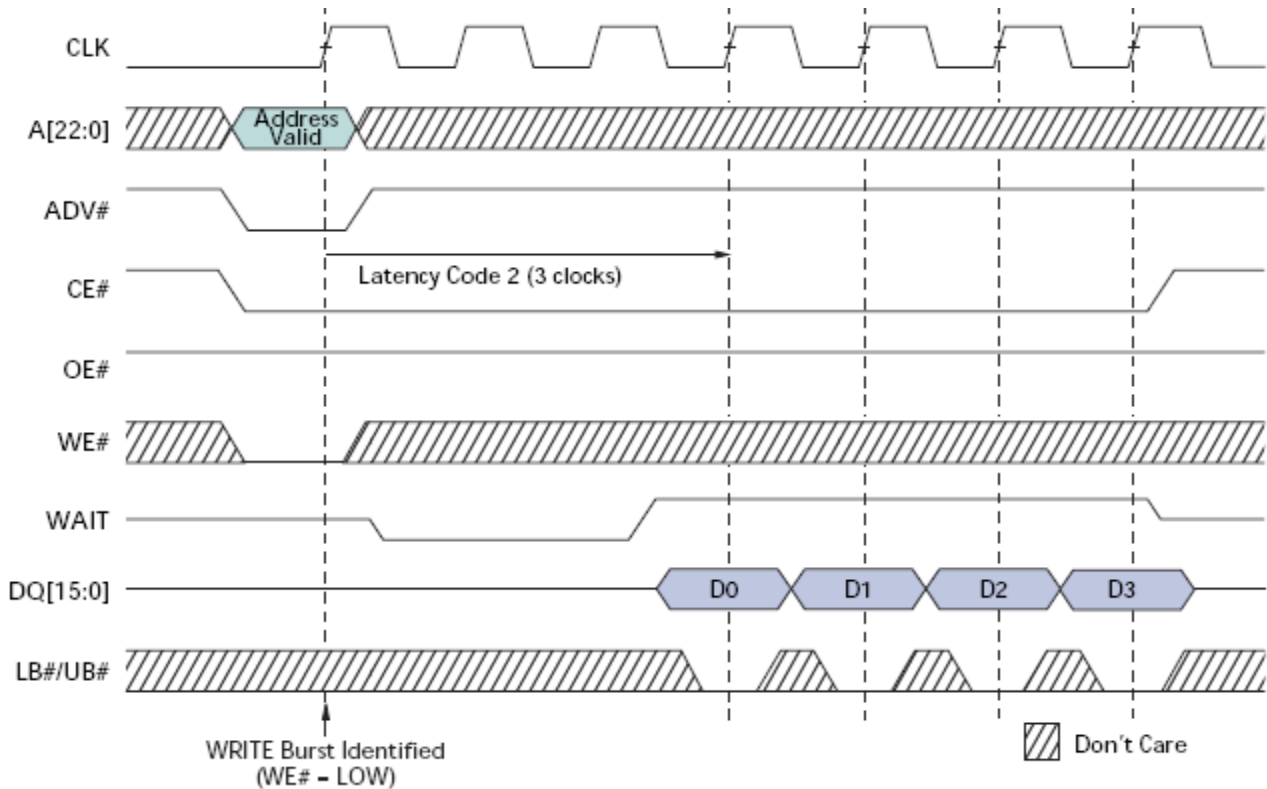 CLK
A[22:0]
Address
Valid
ADV#
Latency Code 2 (3 clocks)
CE#
OE#
WE#
WAIT
DQ[15:0]
D0
D1
D2
D3
LB#/UB#
WRITE Burst Identified
(WE# = LOW)
Don't Care